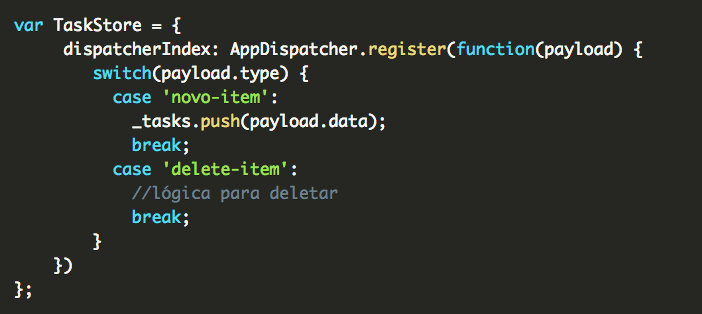 var TaskStore = {
dispatcherIndex: AppDispatcher.register(function(payload) {
switch(payload.type) {
case 'novo-item':
_tasks.push(payload.data);
break;
case 'delete-item':
//lógica para deletar
break;
}
})
};